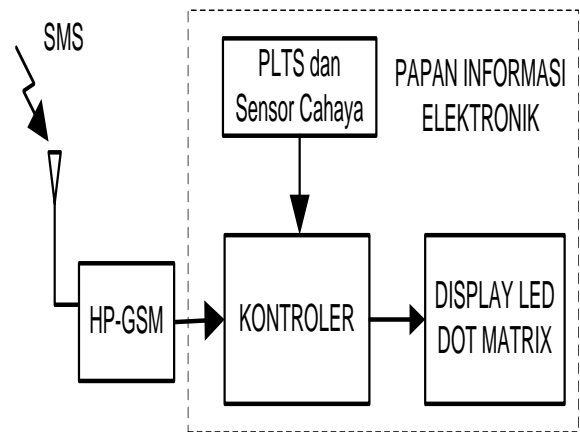 SMS
PLTS dan
Sensor Cahaya
PAPAN INFORMASI
ELEKTRONIK
HP-GSM
KONTROLER
DISPLAY LED
DOT MATRIX